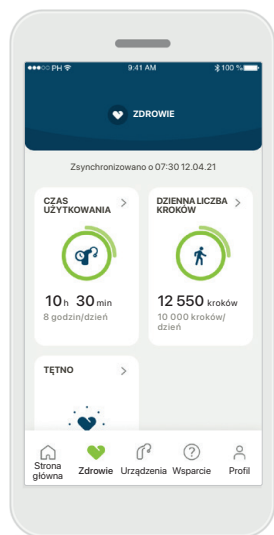 PH 9:41 AM 100 %
ZDROWIE
Zsynchronizowano o 07:30 12.04.21
CZAS
UŻYTKOWANIA
10 h 30 min
8 godzin/dzień
DZIENNA LICZBA
KROKÓW
12 550 kroków
10 000 kroków/
dzień
TĘTNO
Strona
główna
Zdrowie
Urządzenia
Wsparcie
Profil